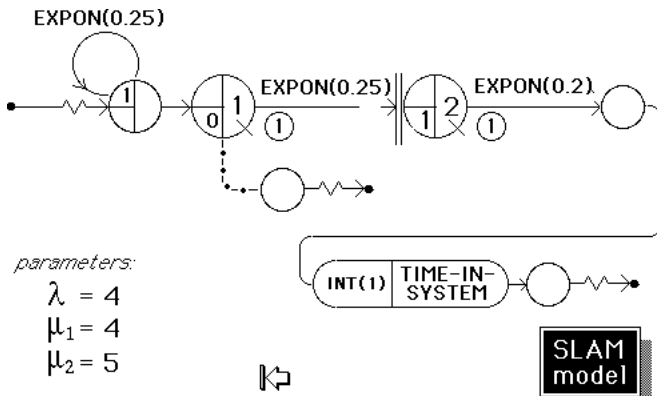 EXPON(0.25)
1
0
1
EXPON(0.25)
1
1
2
EXPON(0.2)
1
INT(1)
TIME-IN-
SYSTEM
parameters:
λ = 4
μ1 = 4
μ2 = 5
SLAM
model